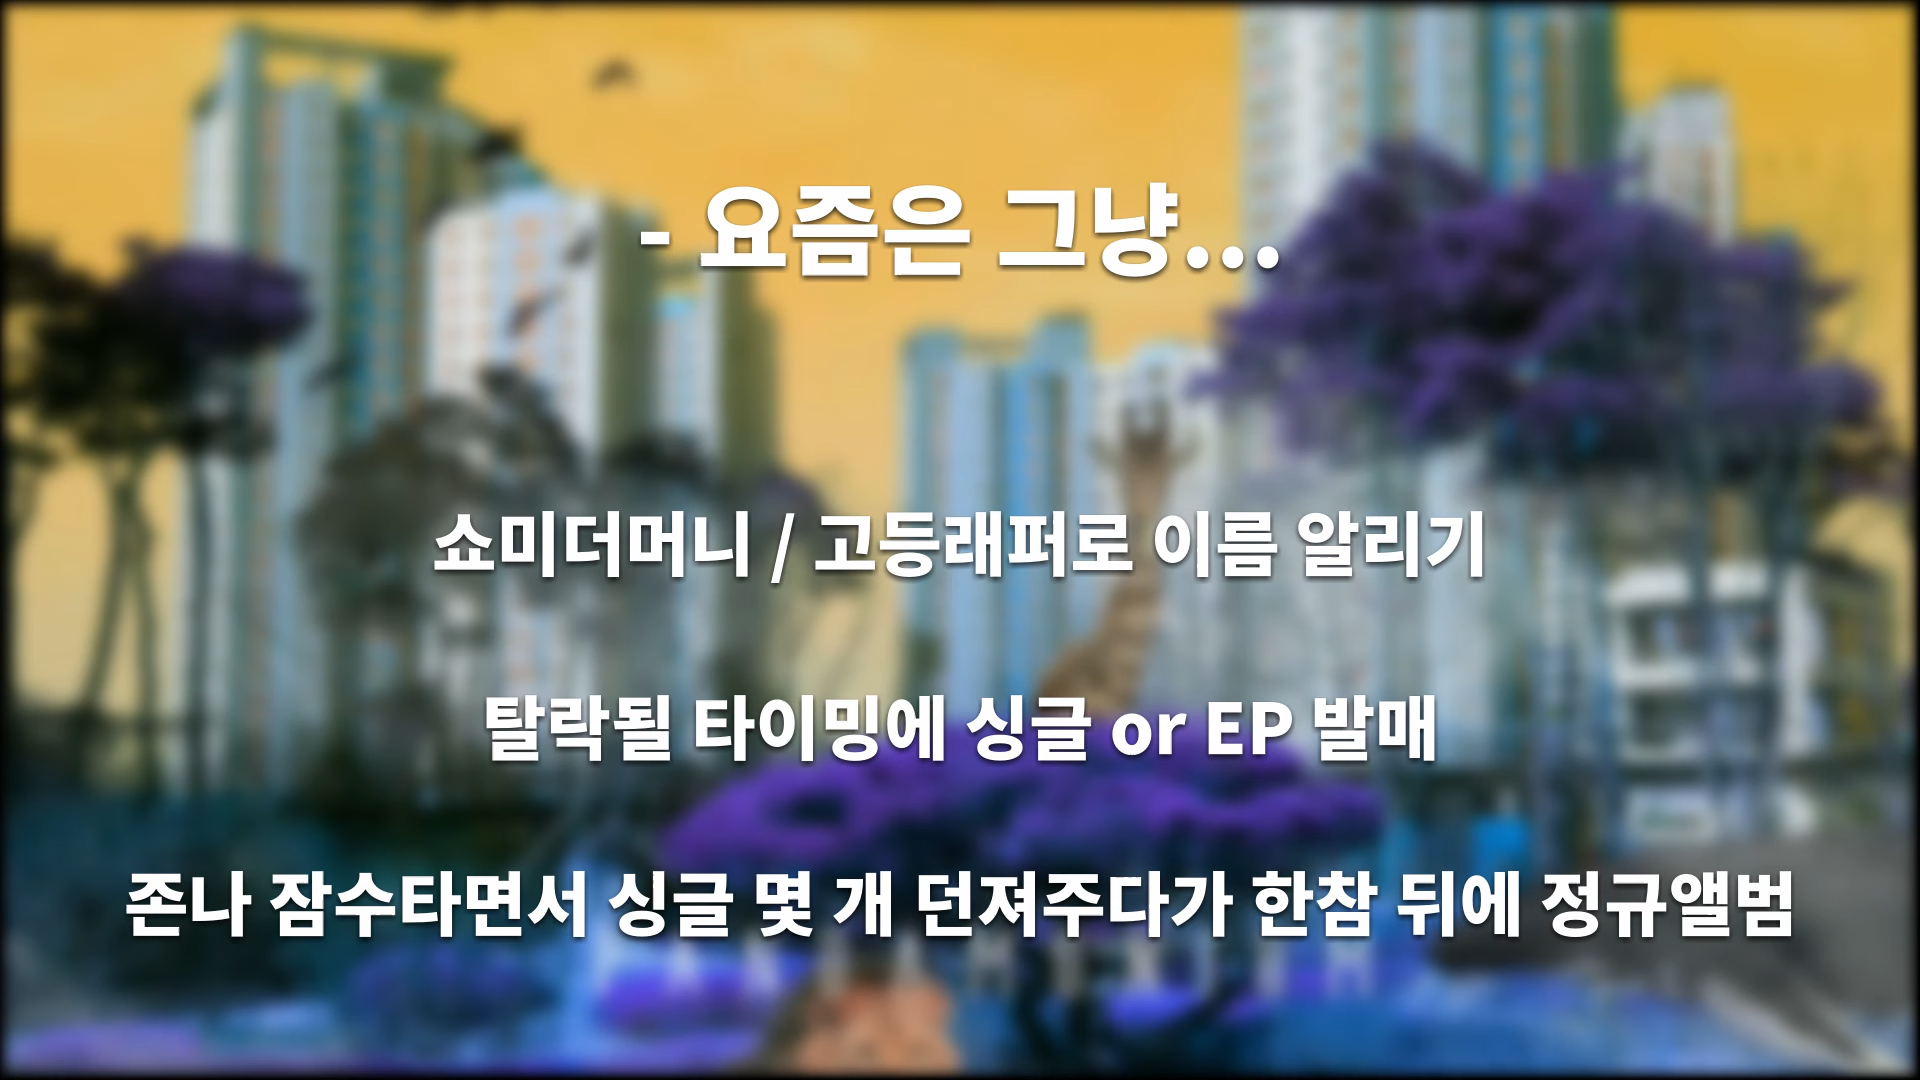 - 요즘은 그냥...
쇼미더머니 / 고등래퍼로 이름 알리기
탈락될 타이밍에 싱글 or EP 발매
존나 잠수타면서 싱글 몇 개 던져주다가 한참 뒤에 정규앨범